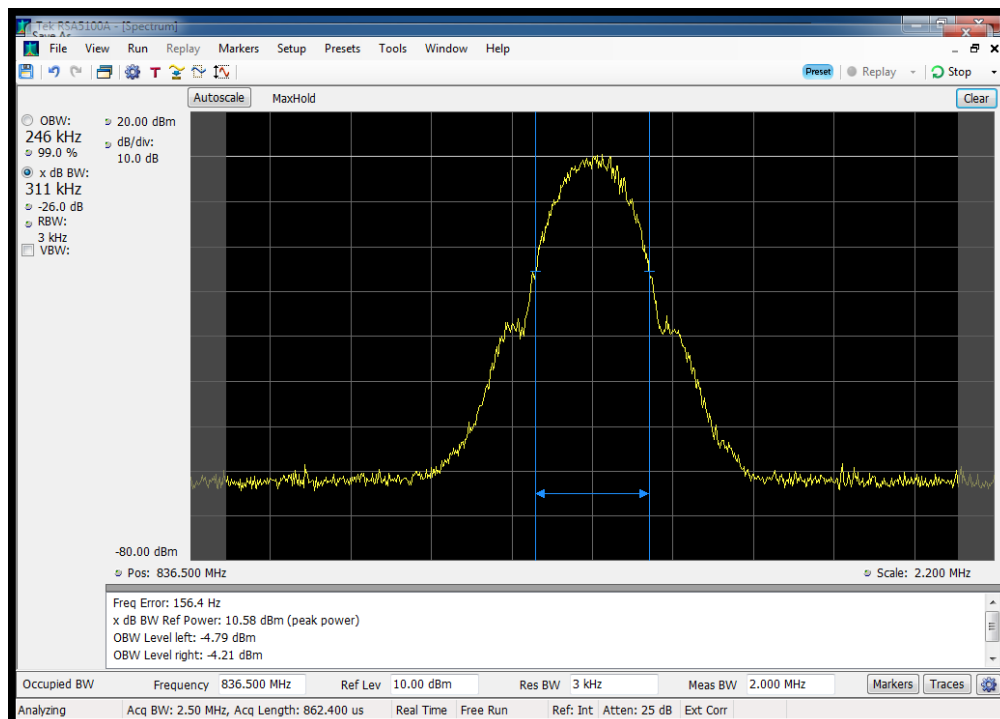 Tek RSA5100A - [Spectrum]
Save As
File View Run Replay Markers Setup Presets Tools Window Help
T Preset Replay Stop
Autoscale MaxHold Clear
OBW:
246 kHz
99.0 %
x dB BW:
311 kHz
-26.0 dB
RBW:
3 kHz
VBW:
20.00 dBm
dB/div:
10.0 dB
-80.00 dBm
Pos: 836.500 MHz Scale: 2.200 MHz
Freq Error: 156.4 Hz
x dB BW Ref Power: 10.58 dBm (peak power)
OBW Level left: -4.79 dBm
OBW Level right: -4.21 dBm
Occupied BW Frequency 836.500 MHz Ref Lev 10.00 dBm Res BW 3 kHz Meas BW 2.000 MHz Markers Traces
Analyzing Acq BW: 2.50 MHz, Acq Length: 862.400 us Real Time Free Run Ref: Int Atten: 25 dB Ext Corr